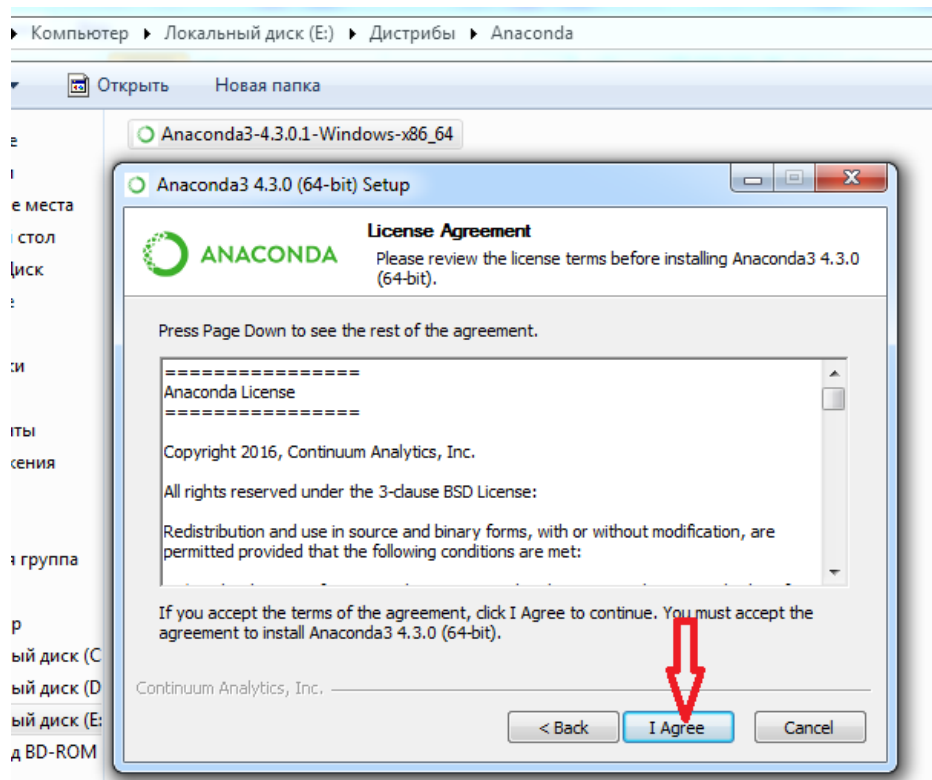 Компьютер Локальный диск (E:) Дистрибы Anaconda
Открыть Новая папка
Anaconda3-4.3.0.1-Windows-x86_64
Anaconda3 4.3.0 (64-bit) Setup
е места
стол
ANACONDA
License Agreement
Please review the license terms before installing Anaconda3 4.3.0
(64-bit).
Press Page Down to see the rest of the agreement.
================
Anaconda License
================
Copyright 2016, Continuum Analytics, Inc.
All rights reserved under the 3-clause BSD License:
Redistribution and use in source and binary forms, with or without modification, are
permitted provided that the following conditions are met:
If you accept the terms of the agreement, click I Agree to continue. You must accept the
agreement to install Anaconda3 4.3.0 (64-bit).
Continuum Analytics, Inc.
< Back I Agree Cancel
группа
ый диск (C
ый диск (D
ый диск (E:
д BD-ROM